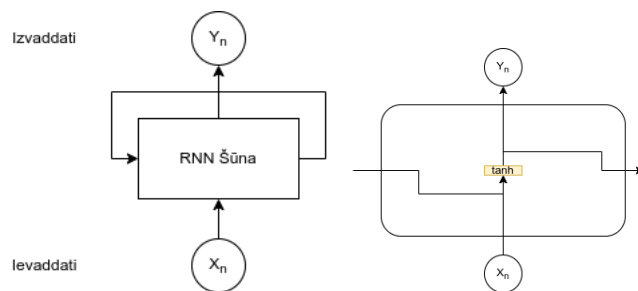 Izvaddati
Yn
RNN Šūna
Ievaddati
Xn
Yn
tanh
Xn